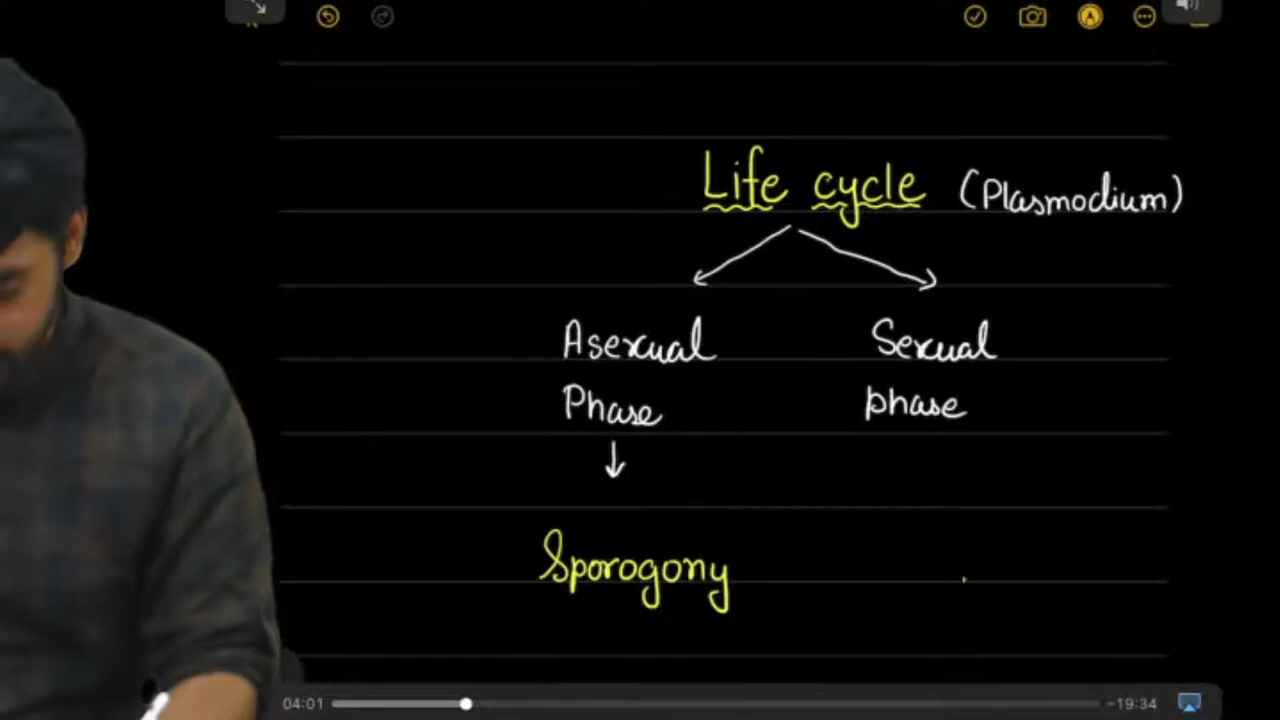 Life cycle (Plasmodium)
Asexual Sexual
Phase phase
Sporogony
04:01 -19:34